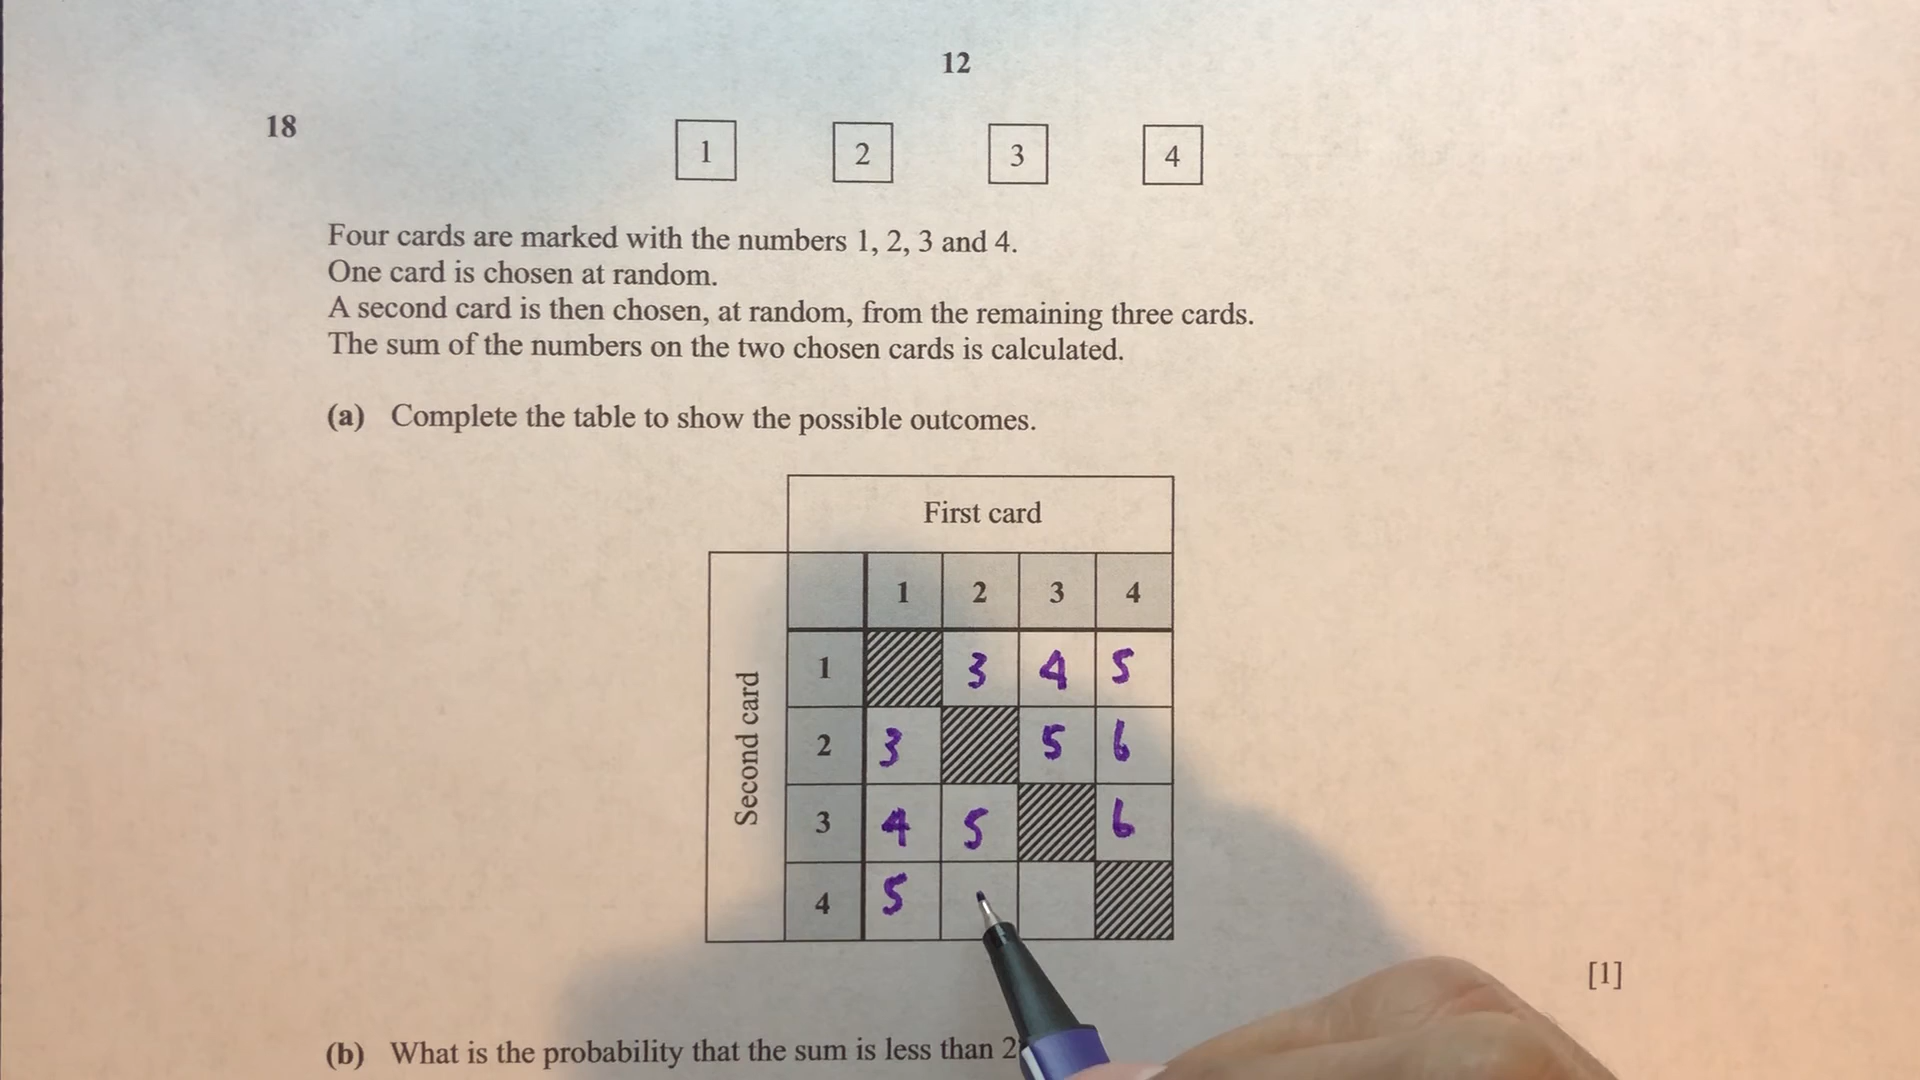 12
18
1 2 3 4
Four cards are marked with the numbers 1, 2, 3 and 4.
One card is chosen at random.
A second card is then chosen, at random, from the remaining three cards.
The sum of the numbers on the two chosen cards is calculated.
(a) Complete the table to show the possible outcomes.
First card
Second card
1 2 3 4
1 3 4 5
2 3 5 6
3 4 5 6
4 5
[1]
(b) What is the probability that the sum is less than 2